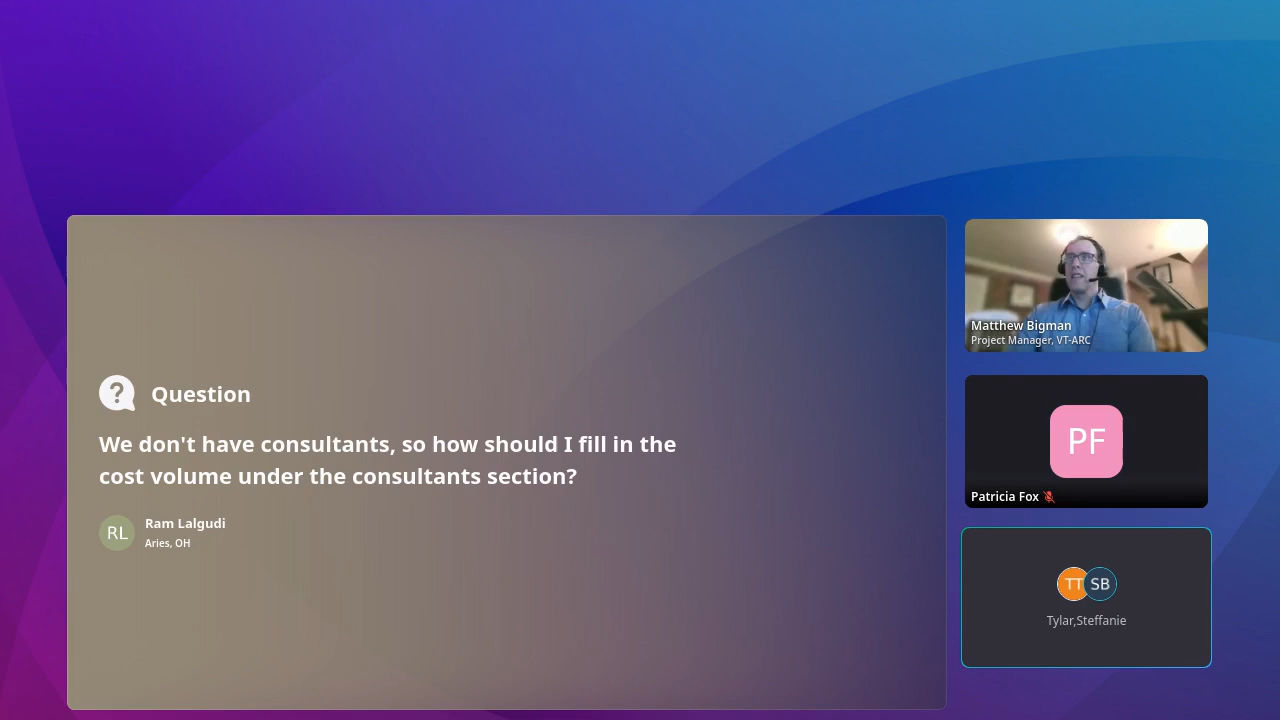 Question
We don't have consultants, so how should I fill in the
cost volume under the consultants section?
RL
Ram Lalgudi
Aries, OH
Matthew Bigman
Project Manager, VT-ARC
PF
Patricia Fox
TT SB
Tylar,Steffanie